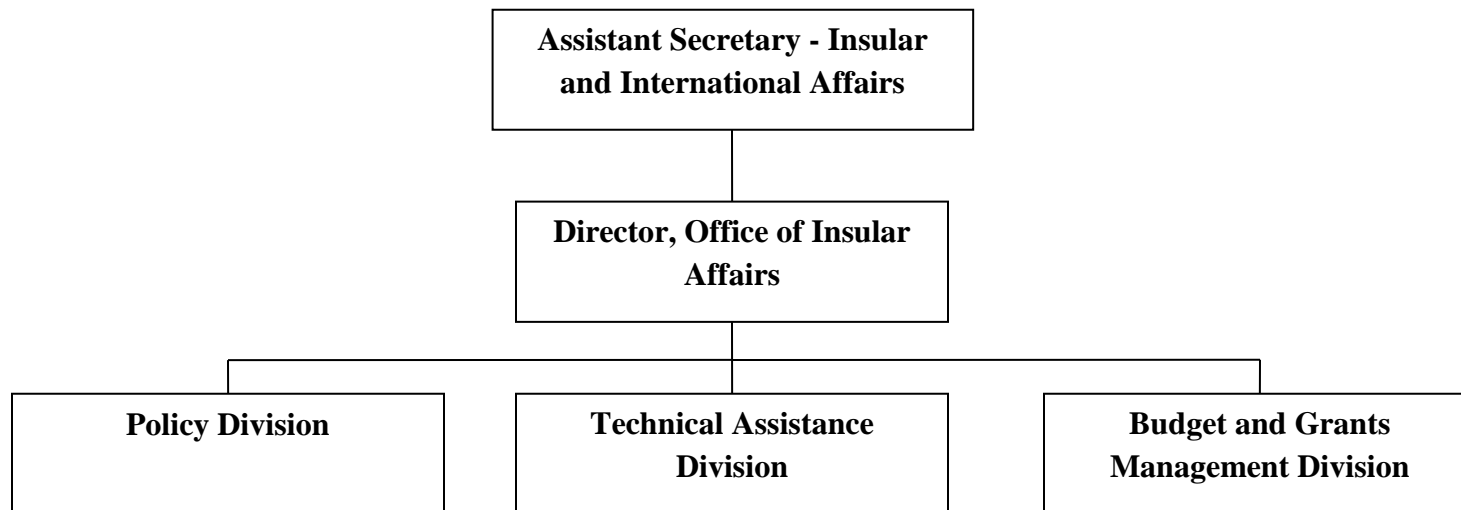 Assistant Secretary - Insular
and International Affairs
Director, Office of Insular
Affairs
Policy Division
Technical Assistance
Division
Budget and Grants
Management Division